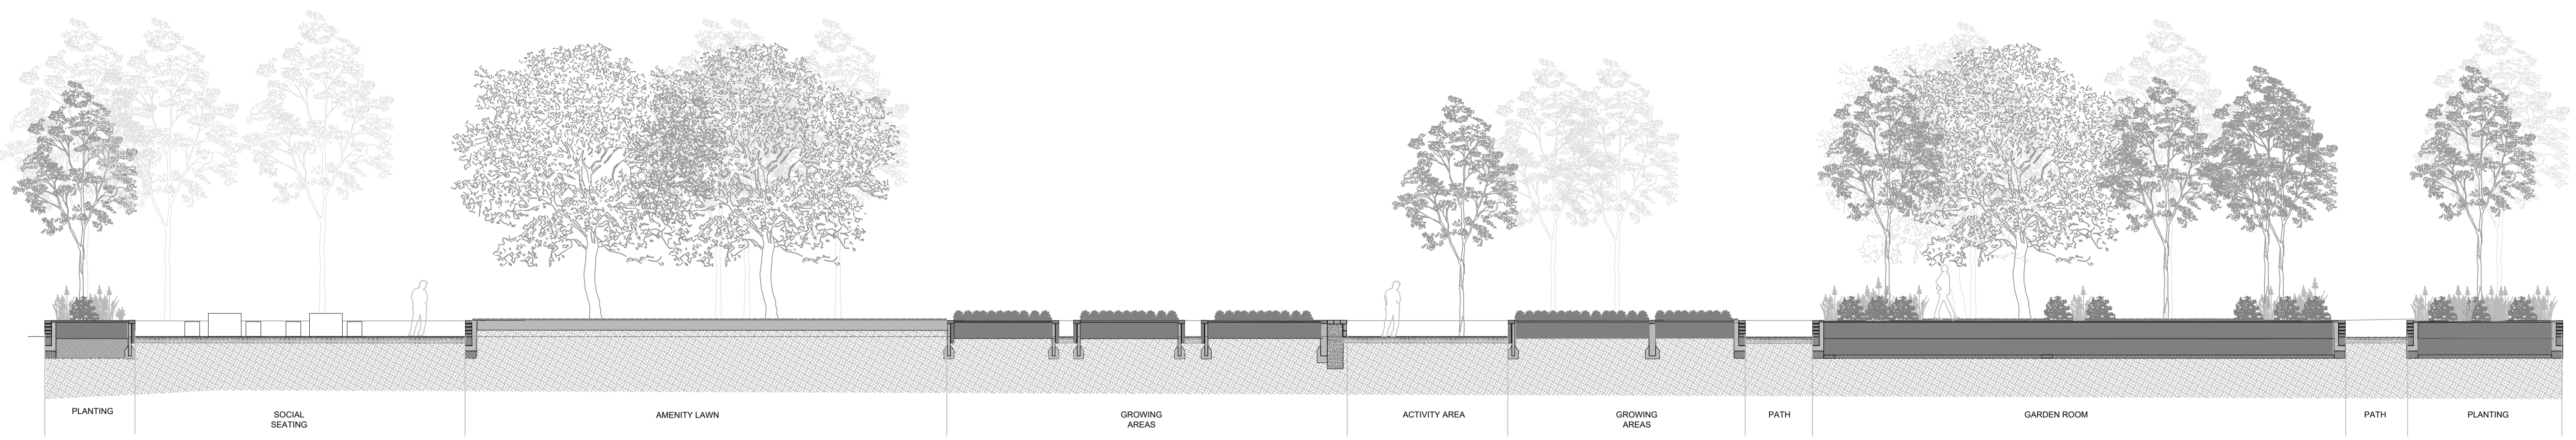 PLANTING
SOCIAL
SEATING
AMENITY LAWN
GROWING
AREAS
ACTIVITY AREA
GROWING
AREAS
PATH
GARDEN ROOM
PATH
PLANTING